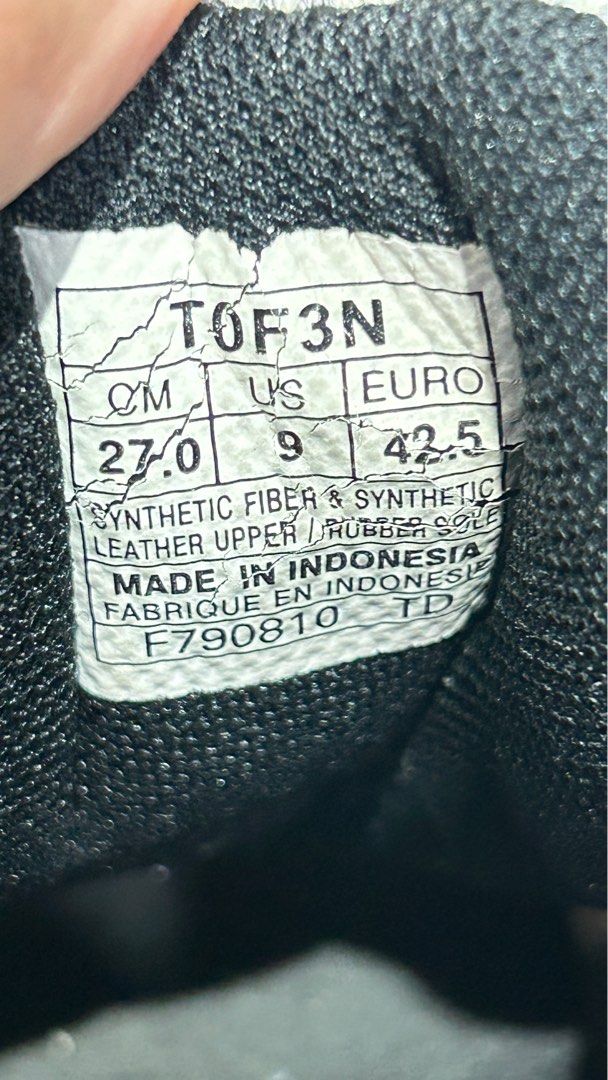 T0F3N
CM US EURO
27.0 9 42.5
SYNTHETIC FIBER & SYNTHETIC
LEATHER UPPER / RUBBER SOLE
MADE IN INDONESIA
FABRIQUE EN INDONESIE
F790810 TD